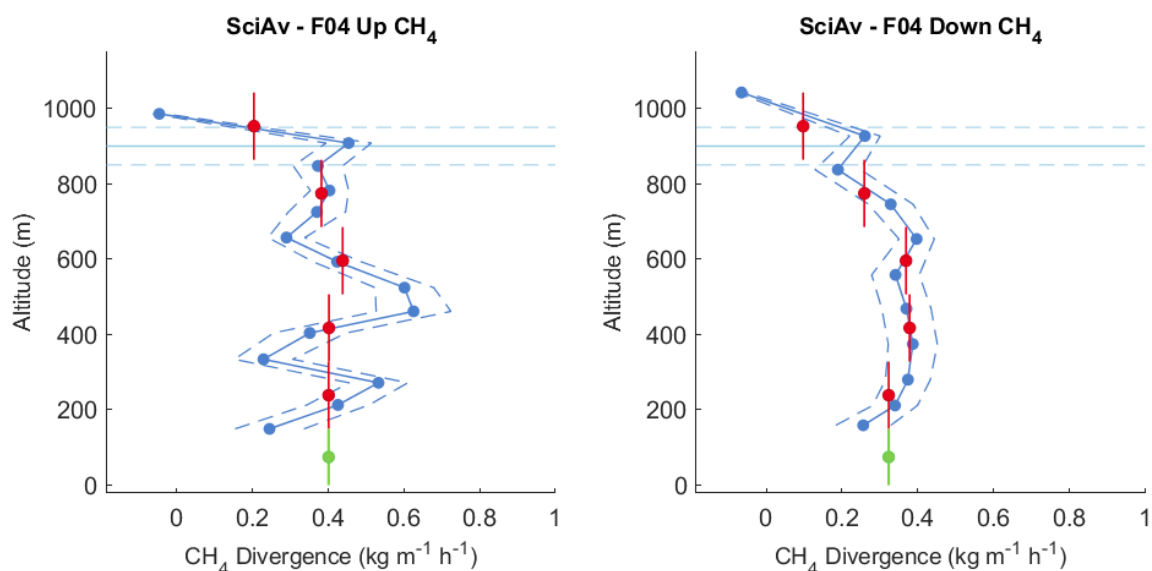 SciAv - F04 Up CH₄
Altitude (m)
1000
800
600
400
200
0
0 0.2 0.4 0.6 0.8 1
CH₄ Divergence (kg m⁻¹ h⁻¹)
SciAv - F04 Down CH₄
Altitude (m)
1000
800
600
400
200
0
0 0.2 0.4 0.6 0.8 1
CH₄ Divergence (kg m⁻¹ h⁻¹)